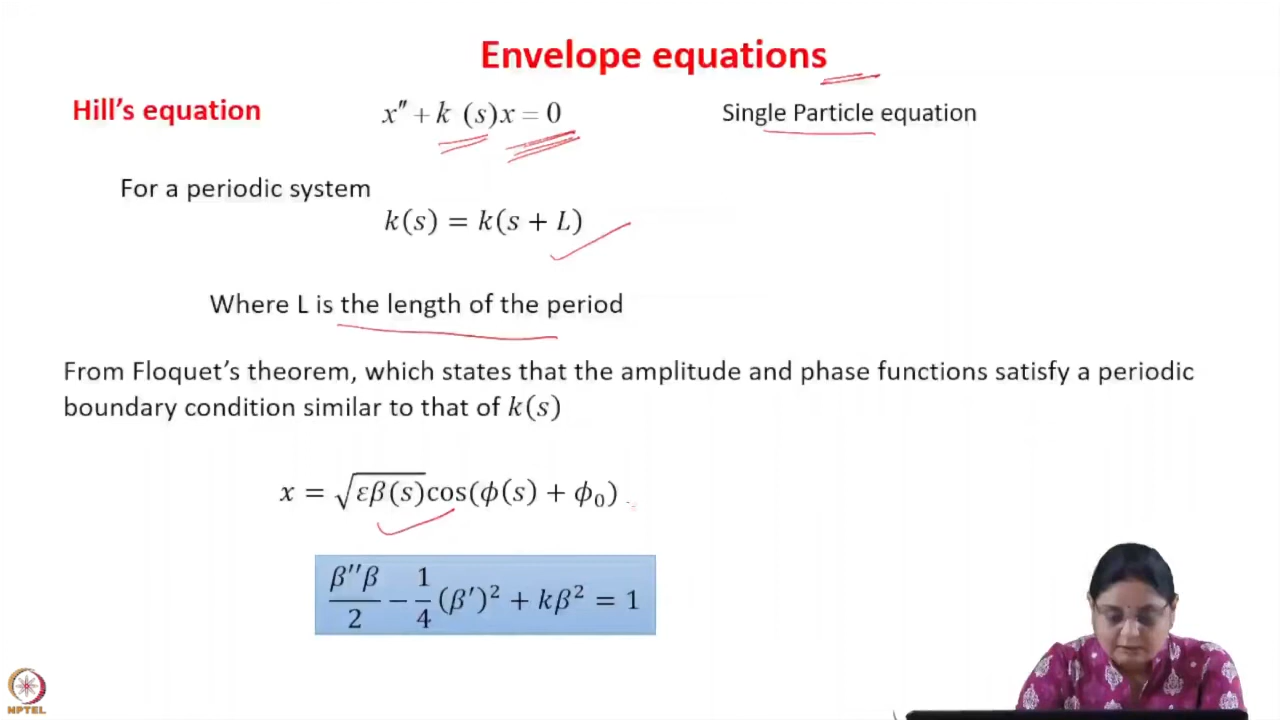 Envelope equations
Hill's equation x″ + k (s)x = 0 Single Particle equation
For a periodic system
k(s) = k(s + L)
Where L is the length of the period
From Floquet's theorem, which states that the amplitude and phase functions satisfy a periodic
boundary condition similar to that of k(s)
x = √εβ(s)cos(ϕ(s) + ϕ₀)
β′′β/2 − 1/4(β′)² + kβ² = 1
NPTEL